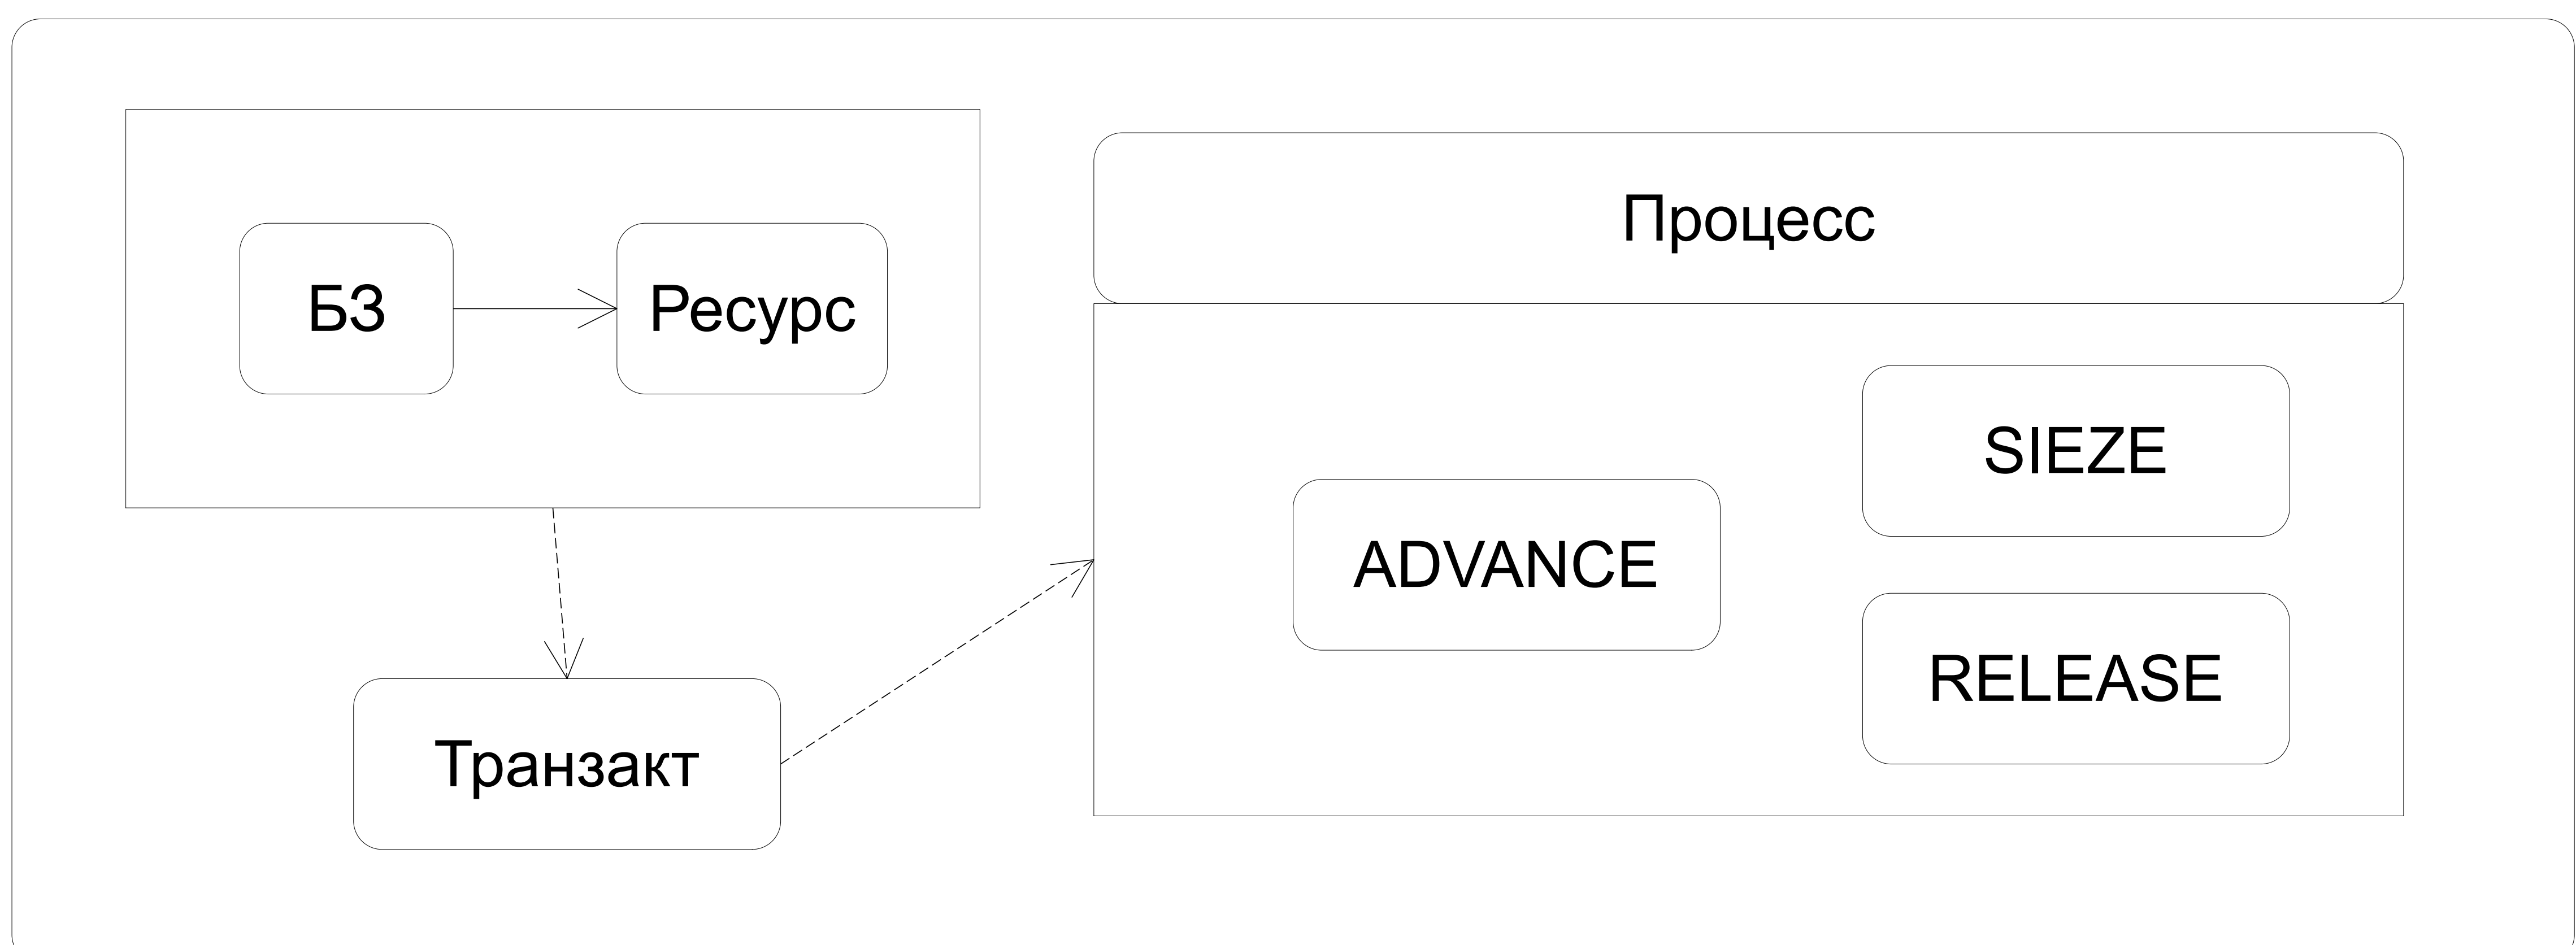 БЗ
Ресурс
Транзакт
Процесс
ADVANCE
SIEZE
RELEASE